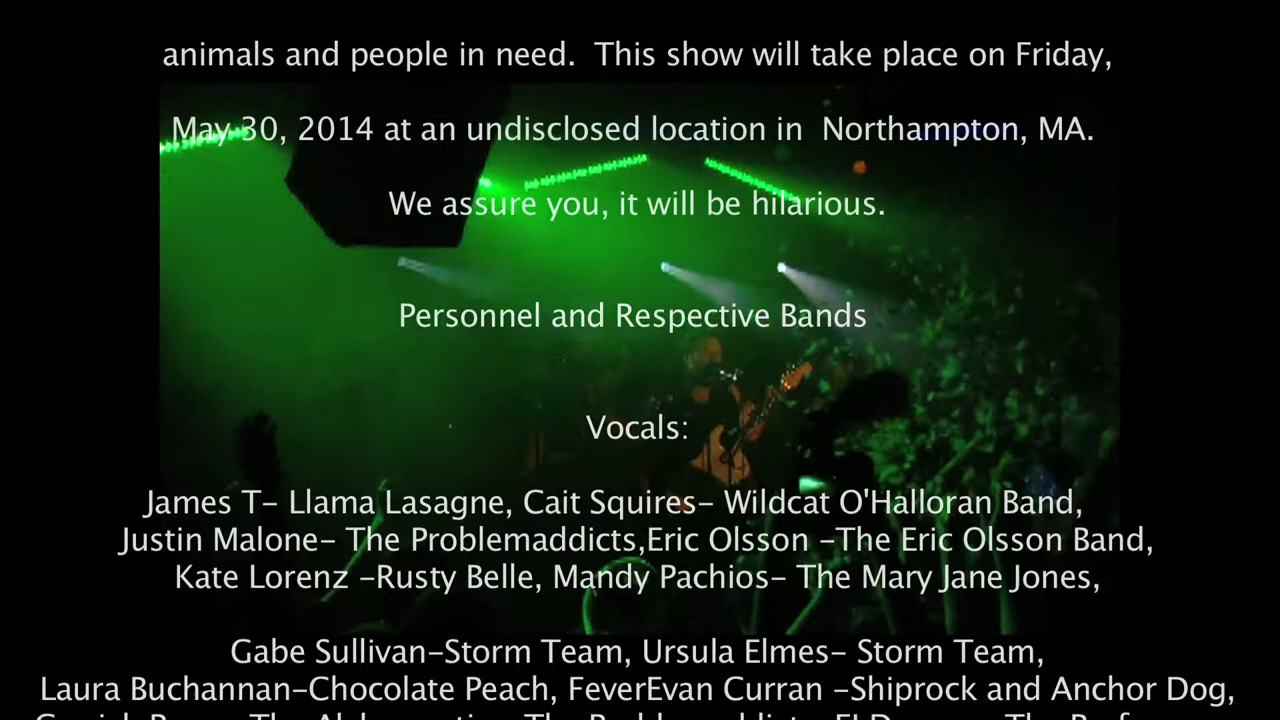 animals and people in need.  This show will take place on Friday,
May 30, 2014 at an undisclosed location in  Northampton, MA.
We assure you, it will be hilarious.
Personnel and Respective Bands
Vocals:
James T– Llama Lasagne, Cait Squires– Wildcat O'Halloran Band,
Justin Malone– The Problemaddicts,Eric Olsson –The Eric Olsson Band,
Kate Lorenz –Rusty Belle, Mandy Pachios– The Mary Jane Jones,
Gabe Sullivan–Storm Team, Ursula Elmes– Storm Team,
Laura Buchannan–Chocolate Peach, FeverEvan Curran –Shiprock and Anchor Dog,